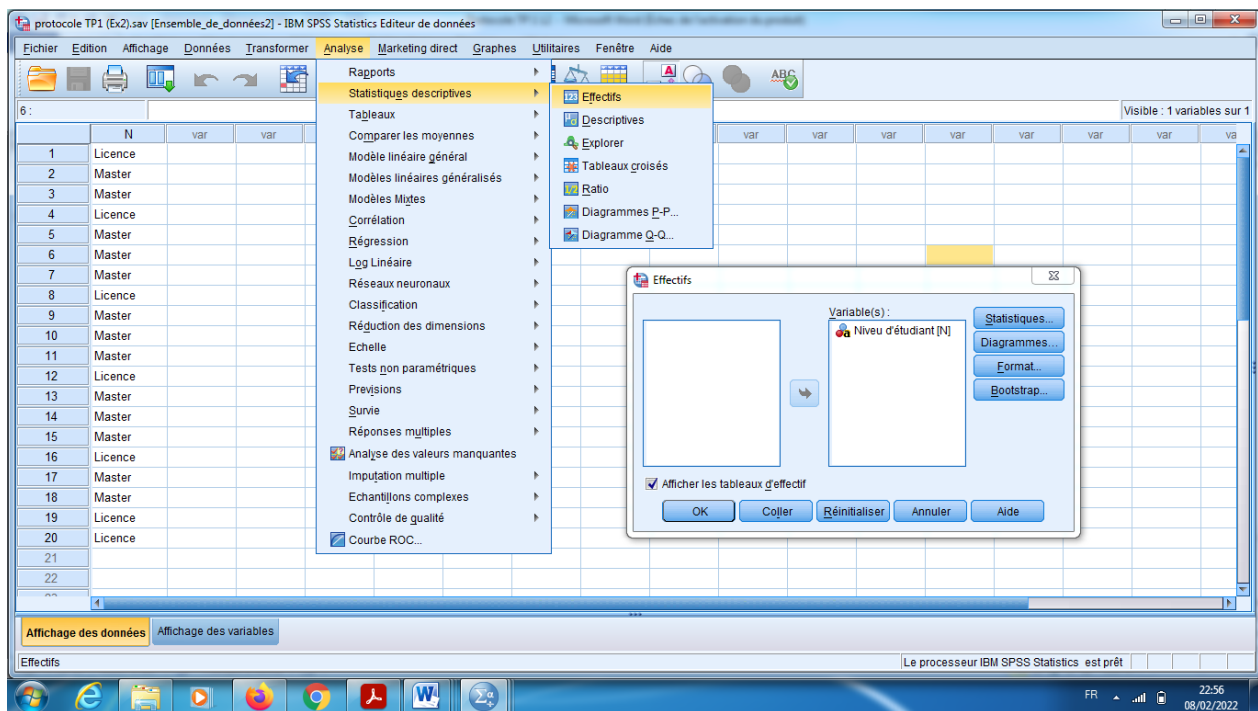 protocole TP1 (Ex2).sav [Ensemble_de_données2] - IBM SPSS Statistics Editeur de données
Fichier Edition Affichage Données Transformer Analyse Marketing direct Graphes Utilitaires Fenêtre Aide
6 :
Visible : 1 variables sur 1
N var var var var var var var var var va
1 Licence
2 Master
3 Master
4 Licence
5 Master
6 Master
7 Master
8 Licence
9 Master
10 Master
11 Master
12 Licence
13 Master
14 Master
15 Master
16 Licence
17 Master
18 Master
19 Licence
20 Licence
21
22
Rapports
Statistiques descriptives
Tableaux
Comparer les moyennes
Modèle linéaire général
Modèles linéaires généralisés
Modèles Mixtes
Corrélation
Régression
Log Linéaire
Réseaux neuronaux
Classification
Réduction des dimensions
Echelle
Tests non paramétriques
Prévisions
Survie
Réponses multiples
Analyse des valeurs manquantes
Imputation multiple
Echantillons complexes
Contrôle de qualité
Courbe ROC...
Effectifs
Descriptives
Explorer
Tableaux croisés
Ratio
Diagrammes P-P...
Diagramme Q-Q...
Effectifs
Variable(s) :
Niveu d'étudiant [N]
Statistiques...
Diagrammes...
Format...
Bootstrap...
Afficher les tableaux d'effectif
OK Coller Réinitialiser Annuler Aide
Affichage des données Affichage des variables
Effectifs
Le processeur IBM SPSS Statistics est prêt
FR
22:56
08/02/2022